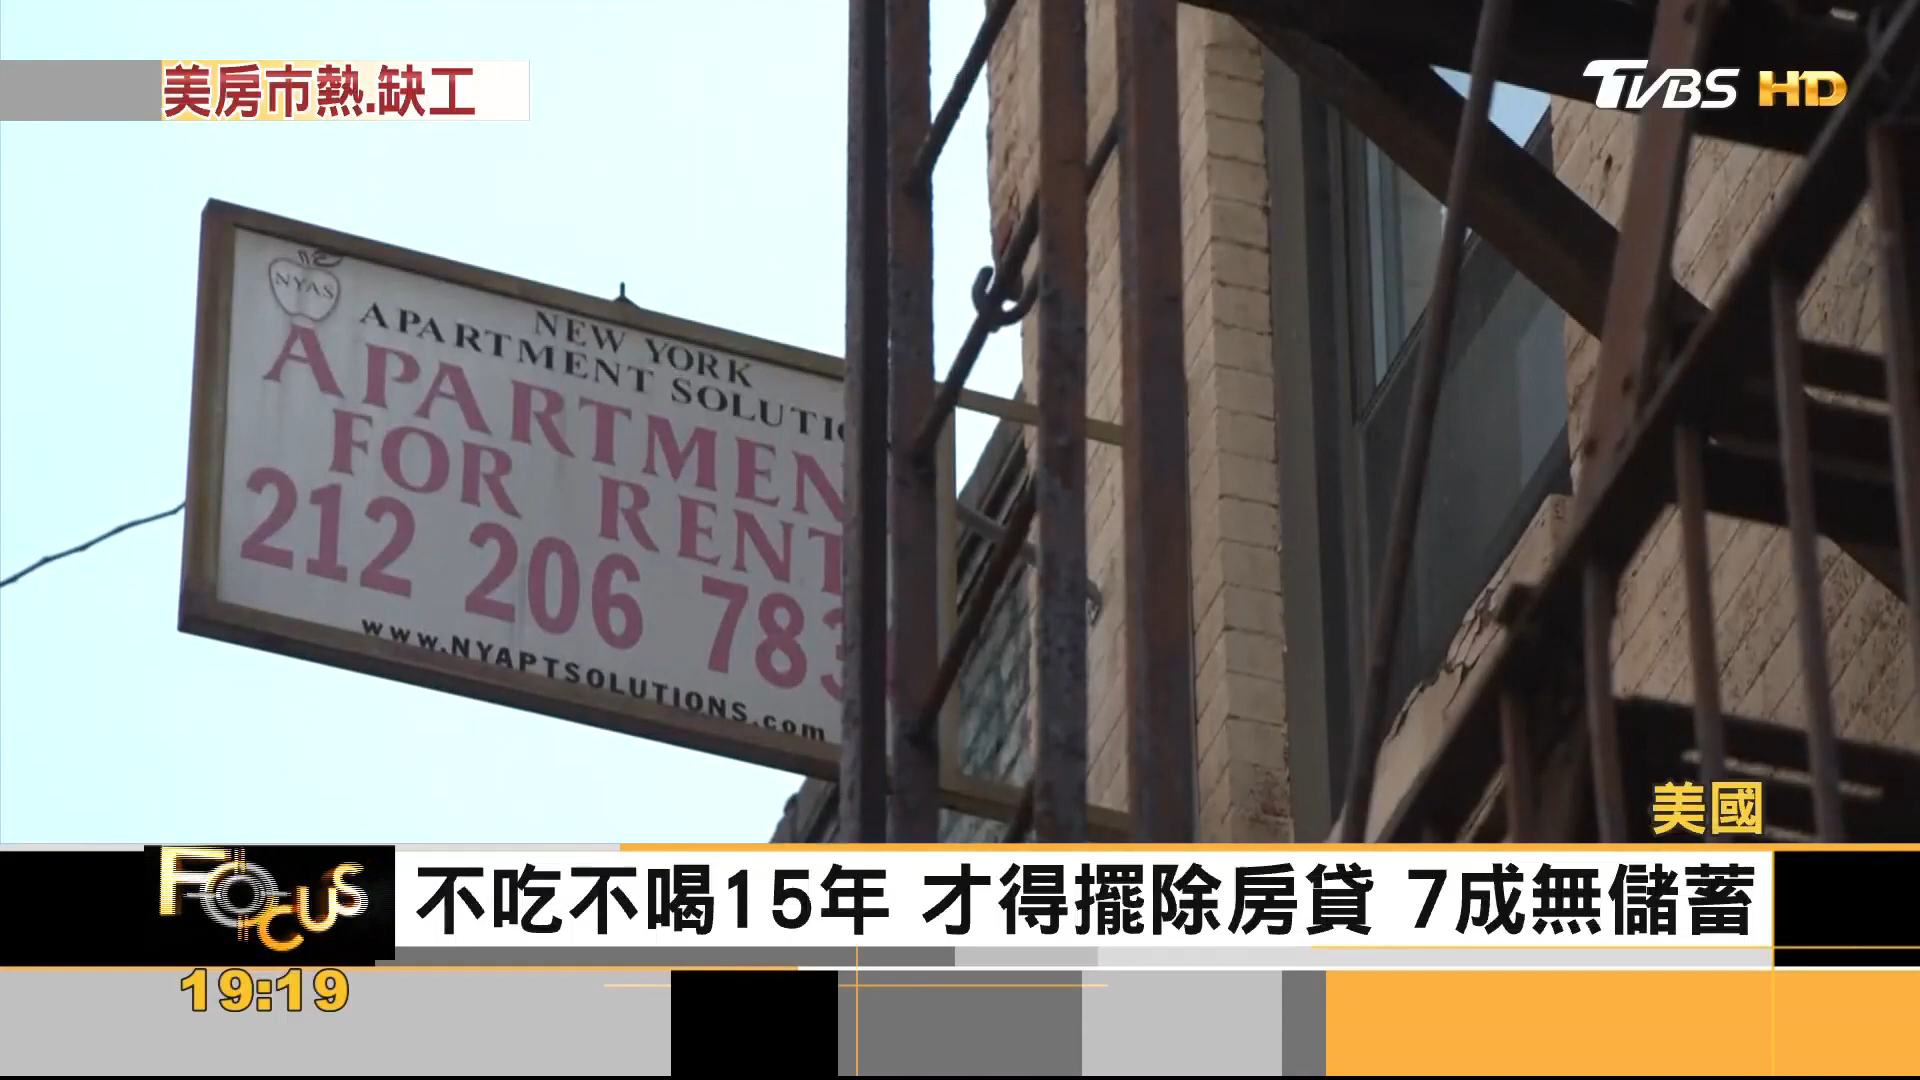 美房市熱.缺工
TVBS HD
NYAS
NEW YORK
APARTMENT SOLUTI
APARTMEN
FOR RENT
212 206 783
www.NYAPTSOLUTIONS.com
美國
FOCUS
不吃不喝15年 才得擺除房貸 7成無儲蓄
19:19